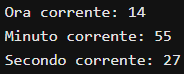 Ora corrente: 14
Minuto corrente: 55
Secondo corrente: 27